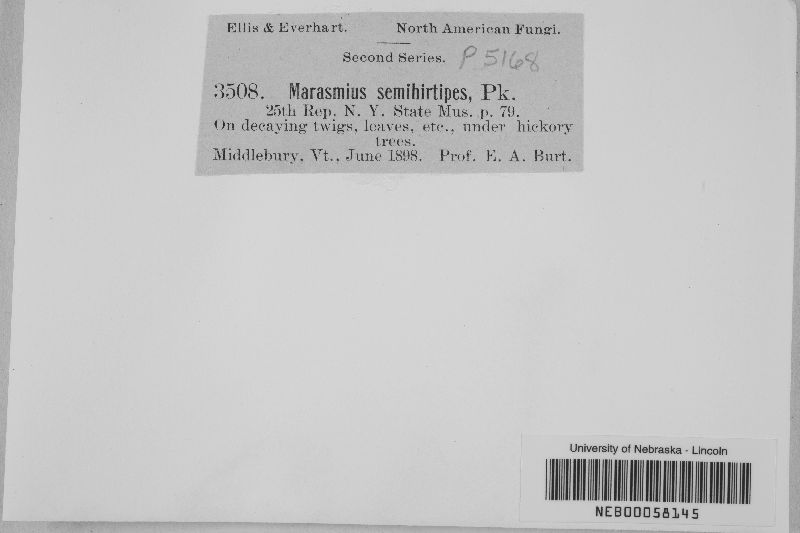 Ellis & Everhart. North American Fungi.
Second Series. P 5168
3508. Marasmius semihirtipes, Pk.
25th Rep. N. Y. State Mus. p. 79.
On decaying twigs, leaves, etc., under hickory
trees.
Middlebury, Vt., June 1898. Prof. E. A. Burt.
University of Nebraska - Lincoln
NEB00058145